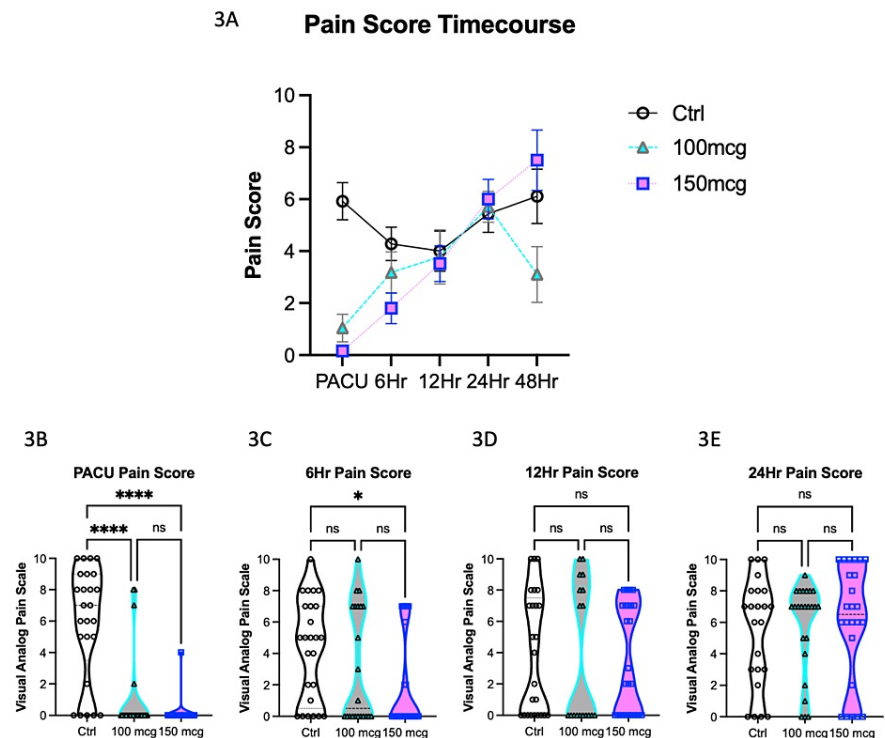 3A
Pain Score Timecourse
10
8
6
4
2
0
Pain Score
PACU 6Hr 12Hr 24Hr 48Hr
Ctrl
100mcg
150mcg
3B
PACU Pain Score
****
**** ns
10
8
6
4
2
0
Visual Analog Pain Scale
Ctrl 100 mcg 150 mcg
3C
6Hr Pain Score
*
ns ns
10
8
6
4
2
0
Visual Analog Pain Scale
Ctrl 100 mcg 150 mcg
3D
12Hr Pain Score
ns
ns ns
10
8
6
4
2
0
Visual Analog Pain Scale
Ctrl 100 mcg 150 mcg
3E
24Hr Pain Score
ns
ns ns
10
8
6
4
2
0
Visual Analog Pain Scale
Ctrl 100 mcg 150 mcg